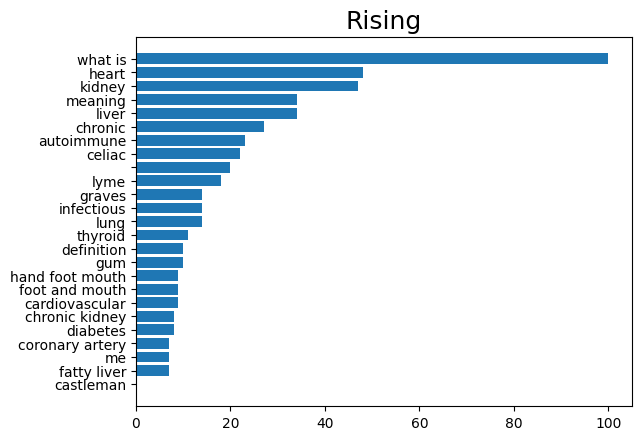 Rising
what is
heart
kidney
meaning
liver
chronic
autoimmune
celiac
lyme
graves
infectious
lung
thyroid
definition
gum
hand foot mouth
foot and mouth
cardiovascular
chronic kidney
diabetes
coronary artery
me
fatty liver
castleman
0 20 40 60 80 100